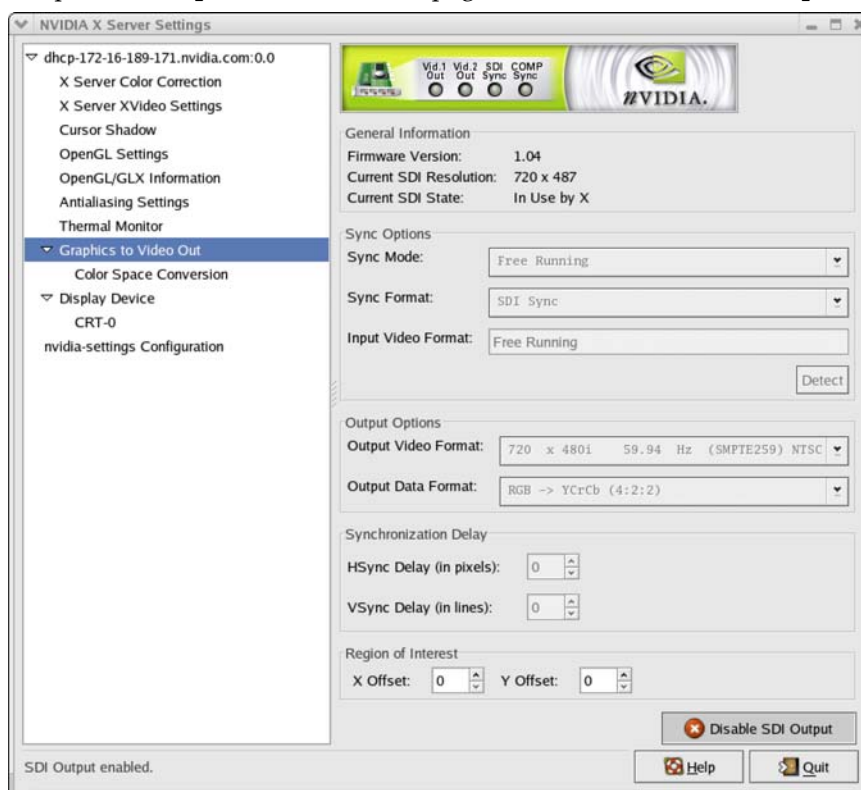 NVIDIA X Server Settings
dhcp-172-16-189-171.nvidia.com:0.0
X Server Color Correction
X Server XVideo Settings
Cursor Shadow
OpenGL Settings
OpenGL/GLX Information
Antialiasing Settings
Thermal Monitor
Graphics to Video Out
Color Space Conversion
Display Device
CRT-0
nvidia-settings Configuration
Vid.1 Out Vid.2 Out SDI Sync COMP Sync
nVIDIA.
General Information
Firmware Version: 1.04
Current SDI Resolution: 720 x 487
Current SDI State: In Use by X
Sync Options
Sync Mode: Free Running
Sync Format: SDI Sync
Input Video Format: Free Running
Detect
Output Options
Output Video Format: 720 x 480i 59.94 Hz (SMPTE259) NTSC
Output Data Format: RGB -> YCrCb (4:2:2)
Synchronization Delay
HSync Delay (in pixels): 0
VSync Delay (in lines): 0
Region of Interest
X Offset: 0 Y Offset: 0
Disable SDI Output
SDI Output enabled.
Help
Quit